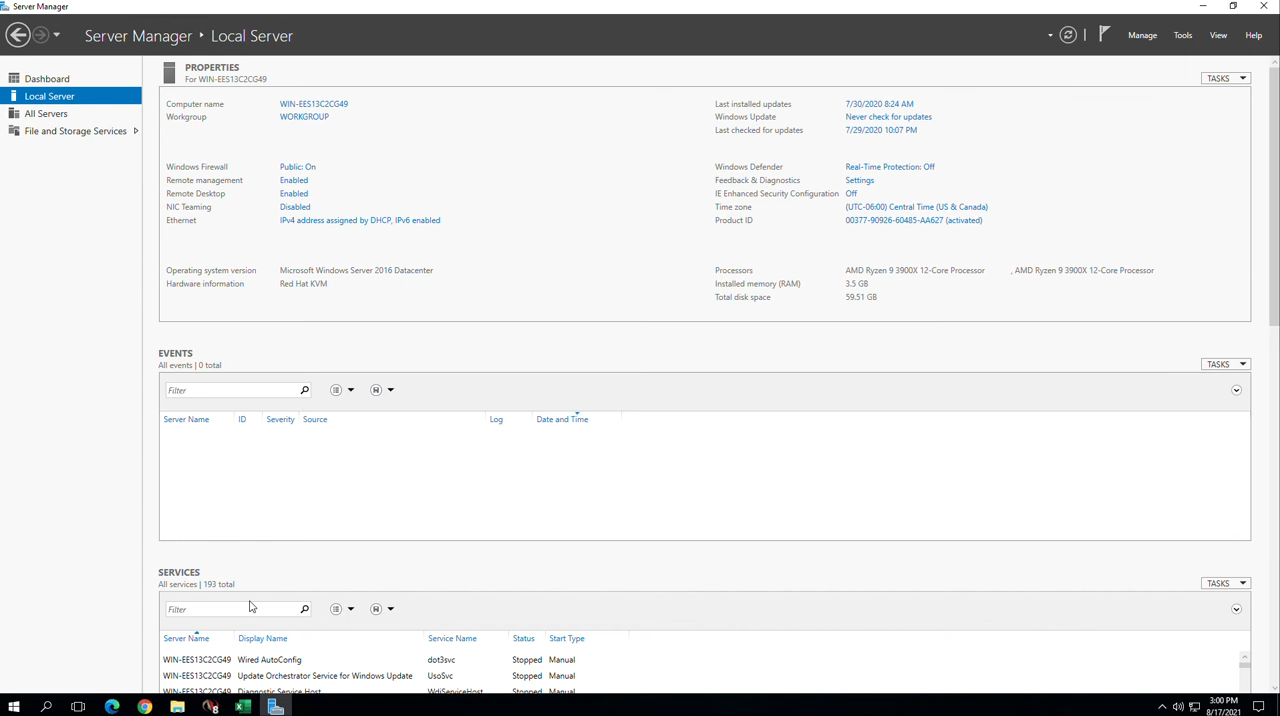 Server Manager
Server Manager ‣ Local Server
Manage Tools View Help
Dashboard
Local Server
All Servers
File and Storage Services
PROPERTIES
For WIN-EES13C2CG49
TASKS
Computer name WIN-EES13C2CG49
Workgroup WORKGROUP
Last installed updates 7/30/2020 8:24 AM
Windows Update Never check for updates
Last checked for updates 7/29/2020 10:07 PM
Windows Firewall Public: On
Remote management Enabled
Remote Desktop Enabled
NIC Teaming Disabled
Ethernet IPv4 address assigned by DHCP, IPv6 enabled
Windows Defender Real-Time Protection: Off
Feedback & Diagnostics Settings
IE Enhanced Security Configuration Off
Time zone (UTC-06:00) Central Time (US & Canada)
Product ID 00377-90926-60485-AA627 (activated)
Operating system version Microsoft Windows Server 2016 Datacenter
Hardware information Red Hat KVM
Processors AMD Ryzen 9 3900X 12-Core Processor , AMD Ryzen 9 3900X 12-Core Processor
Installed memory (RAM) 3.5 GB
Total disk space 59.51 GB
EVENTS
All events | 0 total
TASKS
Filter
Server Name ID Severity Source Log Date and Time
SERVICES
All services | 193 total
TASKS
Filter
Server Name Display Name Service Name Status Start Type
WIN-EES13C2CG49 Wired AutoConfig dot3svc Stopped Manual
WIN-EES13C2CG49 Update Orchestrator Service for Windows Update UsoSvc Stopped Manual
WIN-EES13C2CG49 Diagnostic Service Host WdiServiceHost Stopped Manual
3:00 PM
8/17/2021